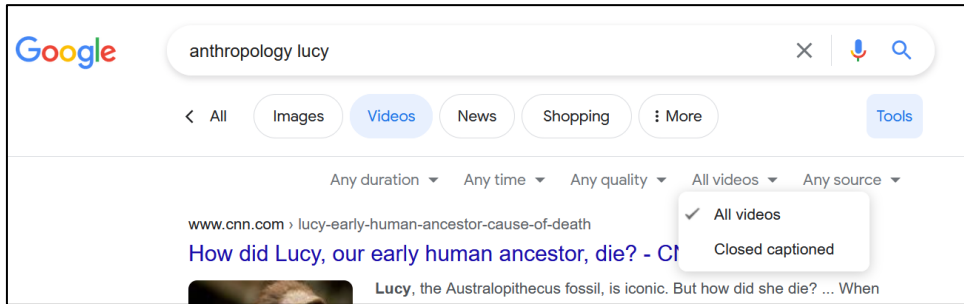 Google
anthropology lucy
All Images Videos News Shopping More Tools
Any duration Any time Any quality All videos Any source
All videos
Closed captioned
www.cnn.com › lucy-early-human-ancestor-cause-of-death
How did Lucy, our early human ancestor, die? - CN
Lucy, the Australopithecus fossil, is iconic. But how did she die? ... When